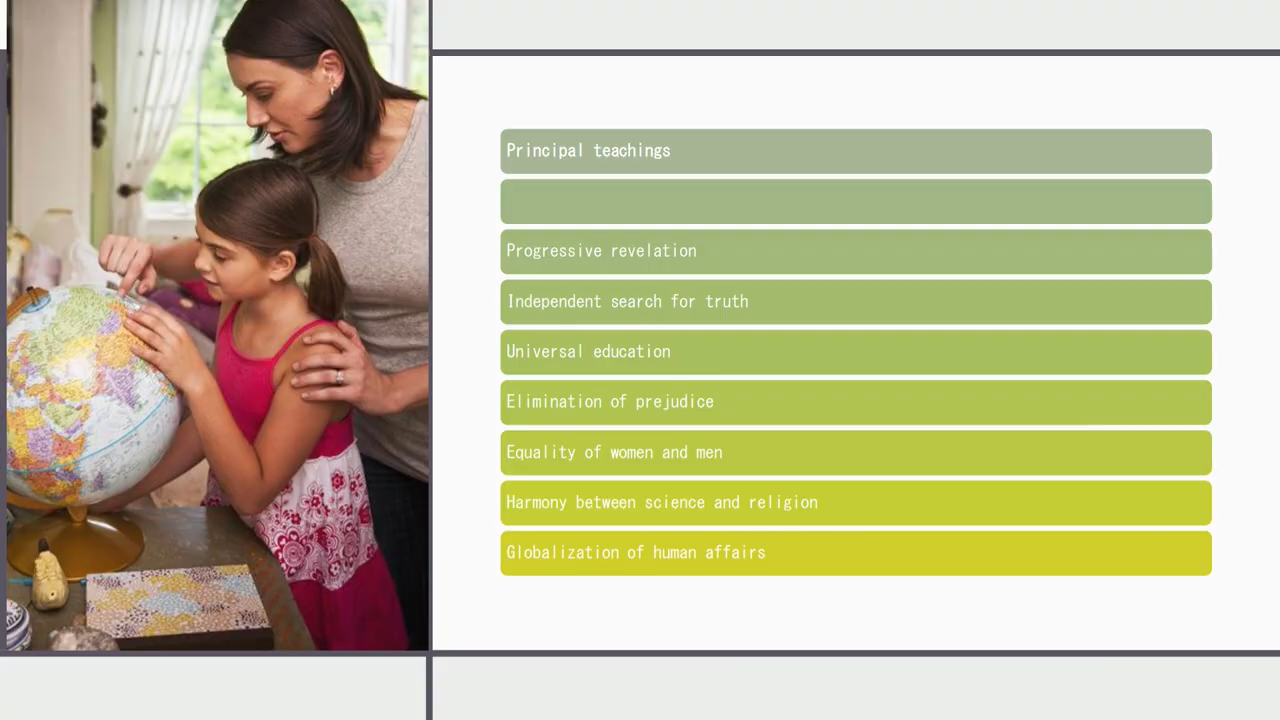 Principal teachings
Progressive revelation
Independent search for truth
Universal education
Elimination of prejudice
Equality of women and men
Harmony between science and religion
Globalization of human affairs